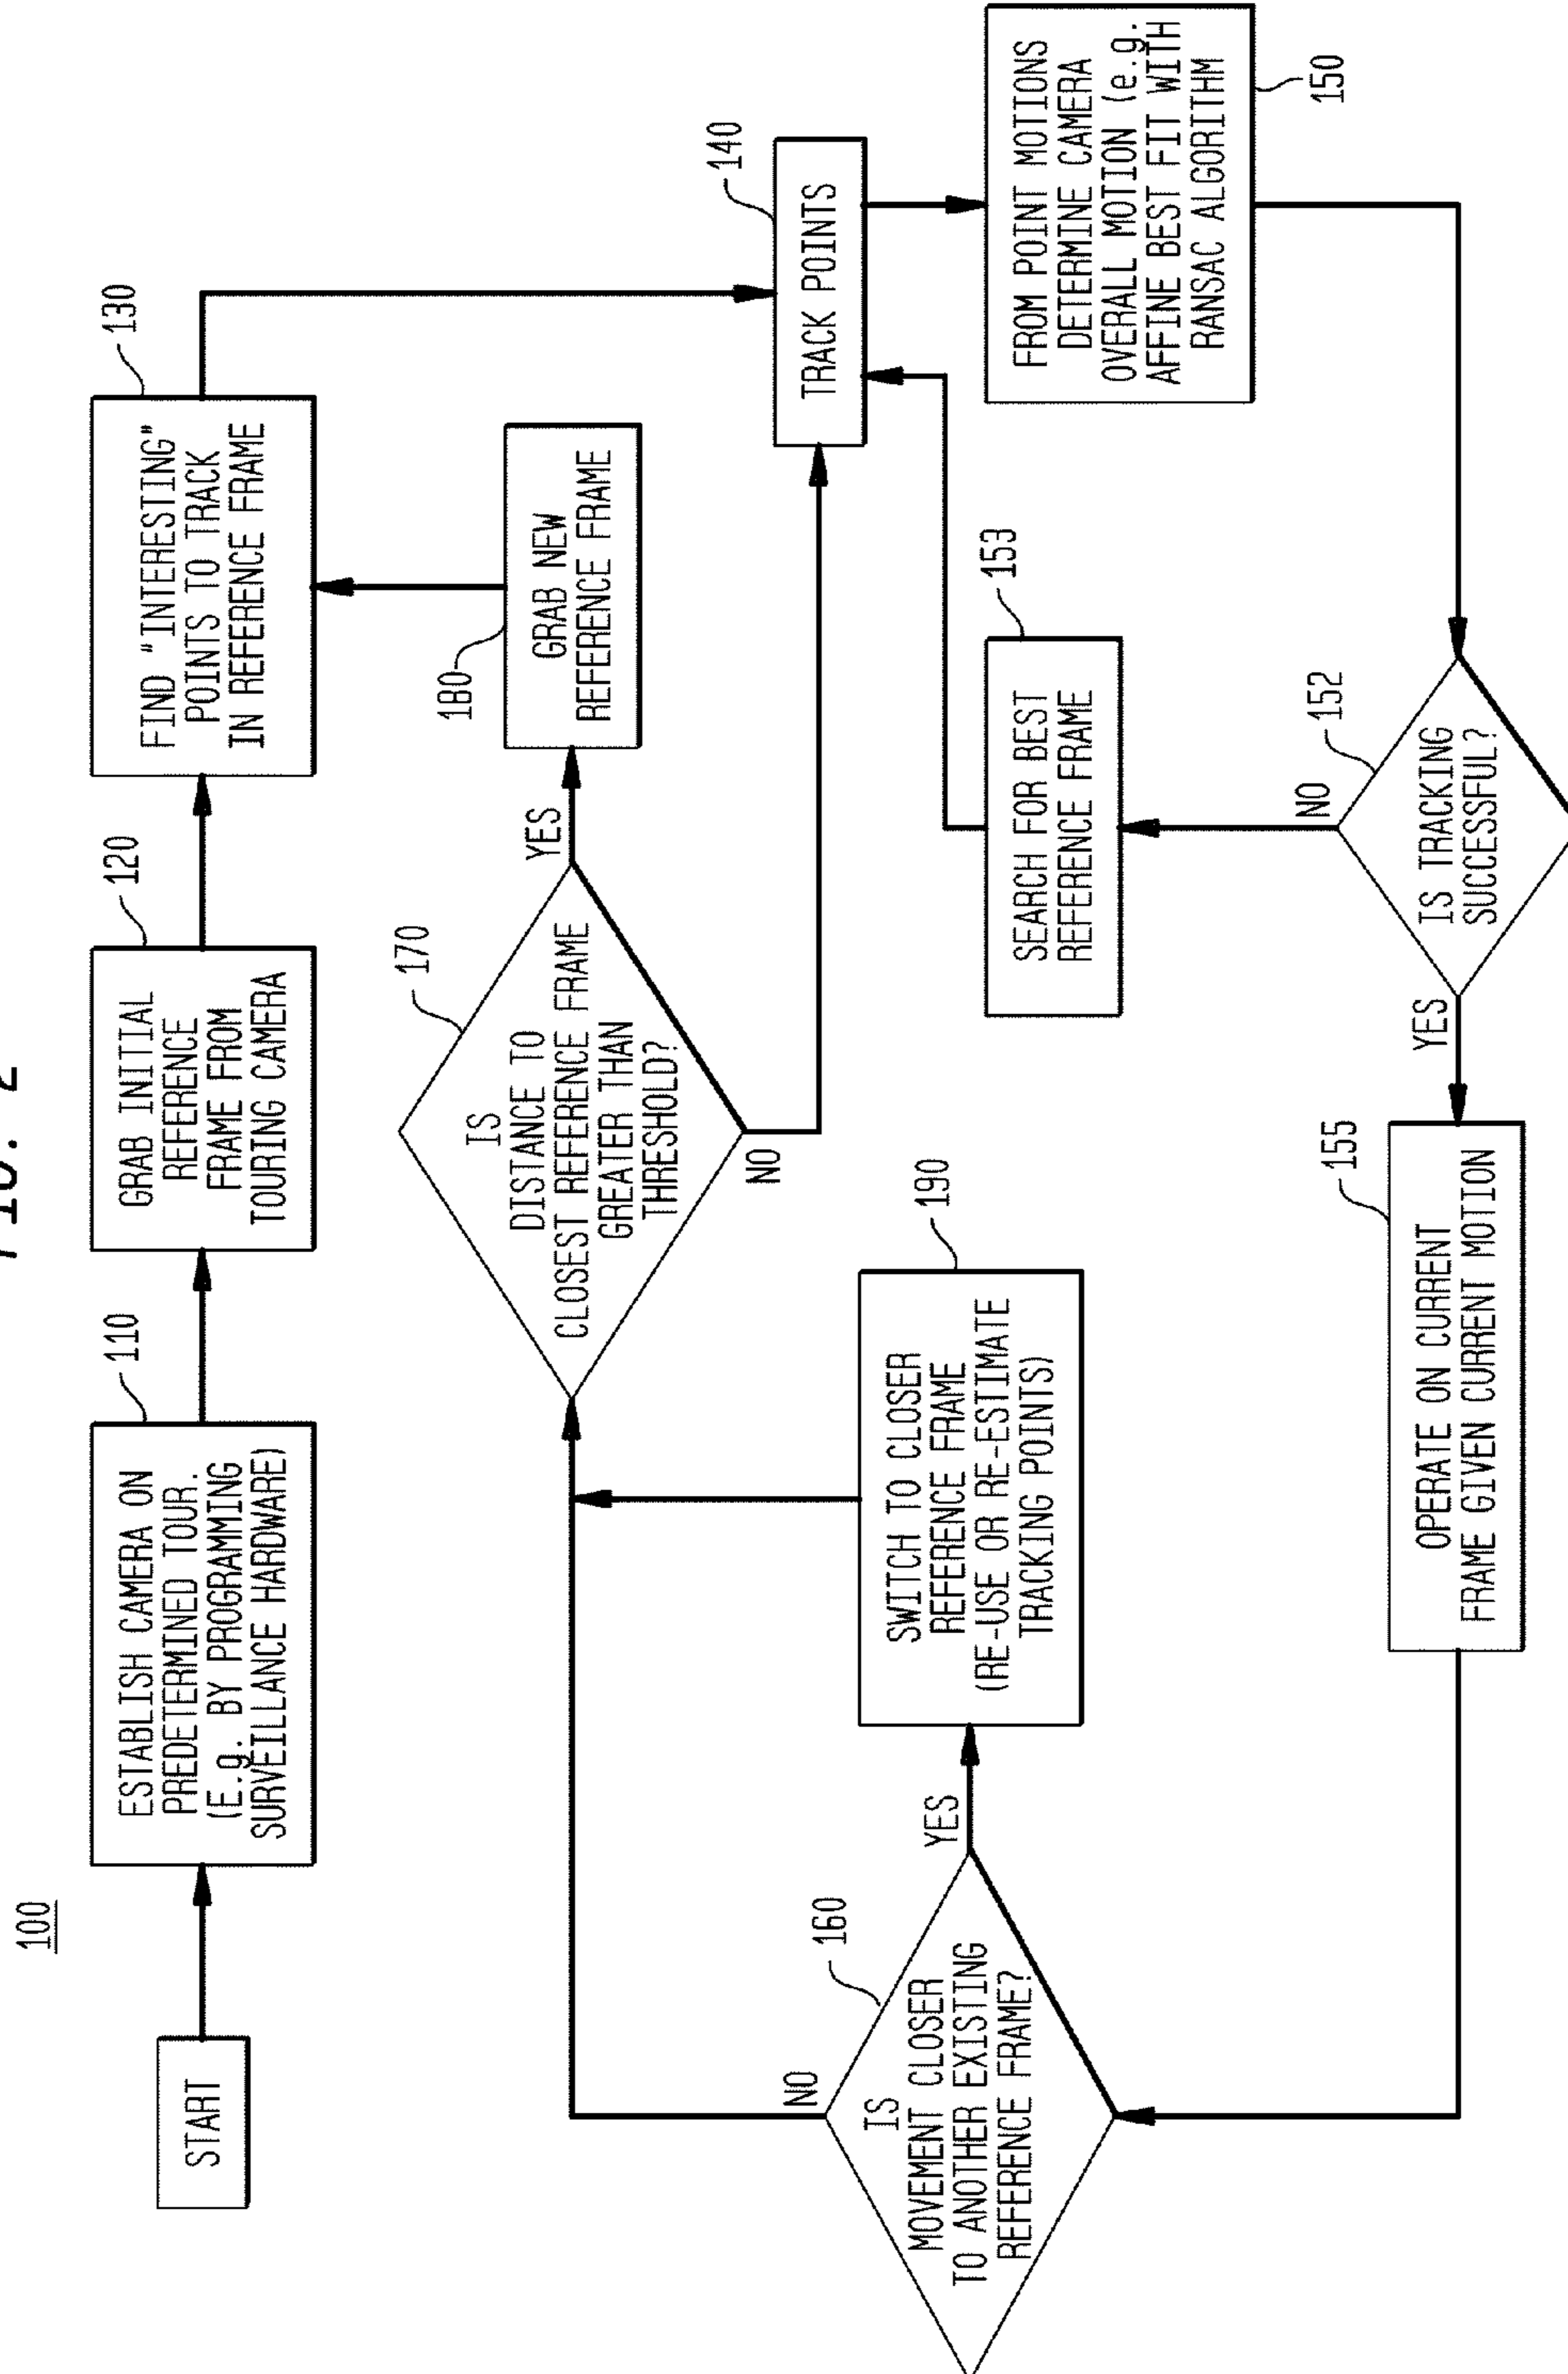 FIG. 2
100
START
110
ESTABLISH CAMERA ON
PREDETERMINED TOUR.
(E.g. BY PROGRAMMING
SURVEILLANCE HARDWARE)
120
GRAB INITIAL
REFERENCE
FRAME FROM
TOURING CAMERA
130
FIND "INTERESTING"
POINTS TO TRACK
IN REFERENCE FRAME
170
IS
DISTANCE TO
CLOSEST REFERENCE FRAME
GREATER THAN
THRESHOLD?
YES
NO
180
GRAB NEW
REFERENCE FRAME
140
TRACK POINTS
160
IS
MOVEMENT CLOSER
TO ANOTHER EXISTING
REFERENCE FRAME?
NO
YES
190
SWITCH TO CLOSER
REFERENCE FRAME
(RE-USE OR RE-ESTIMATE
TRACKING POINTS)
153
SEARCH FOR BEST
REFERENCE FRAME
FROM POINT MOTIONS
DETERMINE CAMERA
OVERALL MOTION (e.g.
AFFINE BEST FIT WITH
RANSAC ALGORITHM
150
155
OPERATE ON CURRENT
FRAME GIVEN CURRENT MOTION
YES
NO
152
IS TRACKING
SUCCESSFUL?